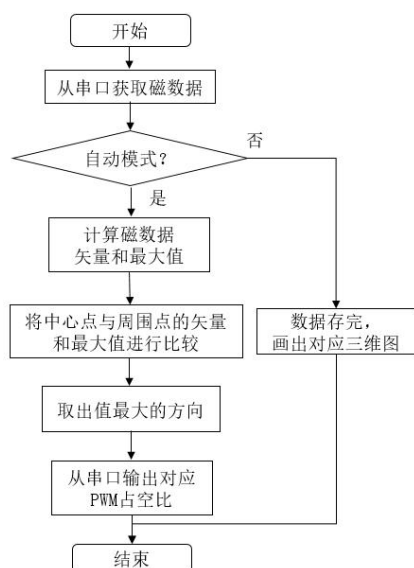 开始
从串口获取磁数据
自动模式?
否
是
计算磁数据
矢量和最大值
将中心点与周围点的矢量
和最大值进行比较
数据存完，
画出对应三维图
取出值最大的方向
从串口输出对应
PWM占空比
结束